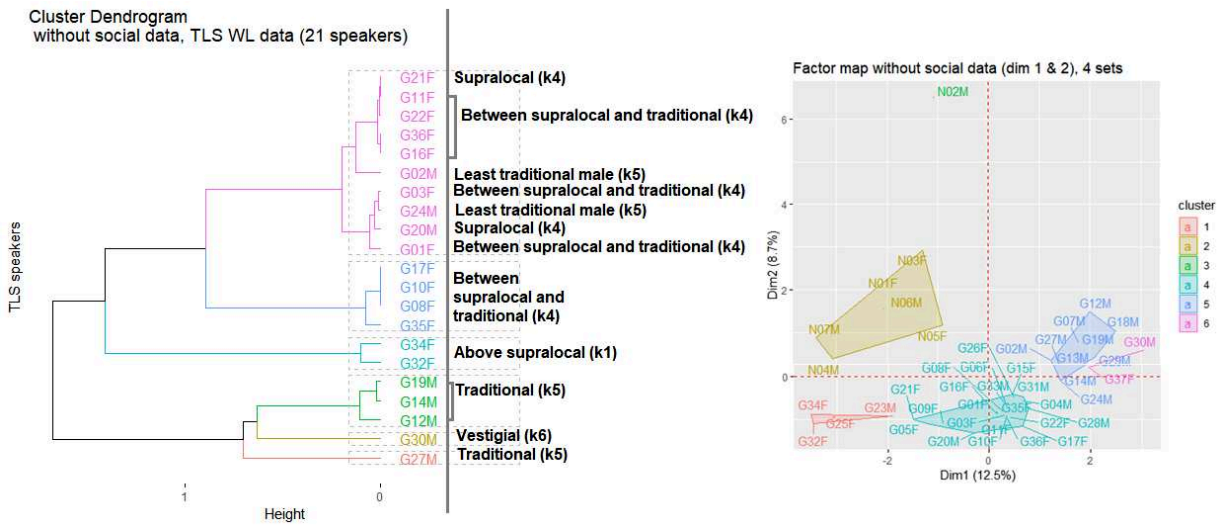 Cluster Dendrogram
without social data, TLS WL data (21 speakers)
TLS speakers
G21F
Supralocal (k4)
G11F
G22F
Between supralocal and traditional (k4)
G36F
G16F
G02M
Least traditional male (k5)
G03F
Between supralocal and traditional (k4)
G24M
Least traditional male (k5)
G20M
Supralocal (k4)
G01F
Between supralocal and traditional (k4)
G17F
G10F
G08F
G35F
Between
supralocal and
traditional (k4)
G34F
G32F
Above supralocal (k1)
G19M
G14M
G12M
Traditional (k5)
G30M
Vestigial (k6)
G27M
Traditional (k5)
1
0
Height
Factor map without social data (dim 1 & 2), 4 sets
Dim2 (8.7%)
6
4
2
0
N02M
N03F
N01F
N06M
N07M
N05F
N04M
G12M
G07M
G18M
G27M
G19M
G02M
G30M
G13M
G29M
G14M
G37F
G24M
G26F
G08F
G06F
G15F
G16F
G33M
G31M
G21F
G34F
G23M
G09F
G01F
G35F
G04M
G25F
G05F
G03F
G22F
G28M
G32F
G20M
G10F
G11F
G36F
G17F
-2
0
2
Dim1 (12.5%)
cluster
a 1
a 2
a 3
a 4
a 5
a 6